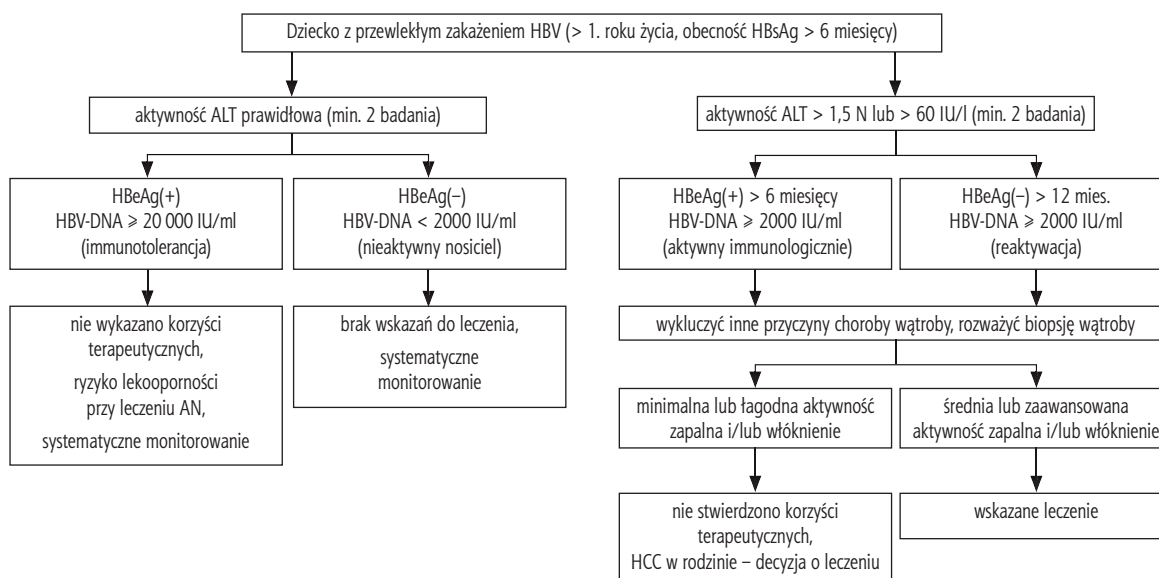 Dziecko z przewlekłym zakażeniem HBV (> 1. roku życia, obecność HBsAg > 6 miesięcy)
aktywność ALT prawidłowa (min. 2 badania)
aktywność ALT > 1,5 N lub > 60 IU/l (min. 2 badania)
HBeAg(+)
HBV-DNA ⩾ 20 000 IU/ml
(immunotolerancja)
HBeAg(–)
HBV-DNA < 2000 IU/ml
(nieaktywny nosiciel)
HBeAg(+) > 6 miesięcy
HBV-DNA ⩾ 2000 IU/ml
(aktywny immunologicznie)
HBeAg(–) > 12 mies.
HBV-DNA ⩾ 2000 IU/ml
(reaktywacja)
nie wykazano korzyści
terapeutycznych,
ryzyko lekooporności
przy leczeniu AN,
systematyczne monitorowanie
brak wskazań do leczenia,
systematyczne
monitorowanie
wykluczyć inne przyczyny choroby wątroby, rozważyć biopsję wątroby
minimalna lub łagodna aktywność
zapalna i/lub włóknienie
średnia lub zaawansowana
aktywność zapalna i/lub włóknienie
nie stwierdzono korzyści
terapeutycznych,
HCC w rodzinie – decyzja o leczeniu
wskazane leczenie